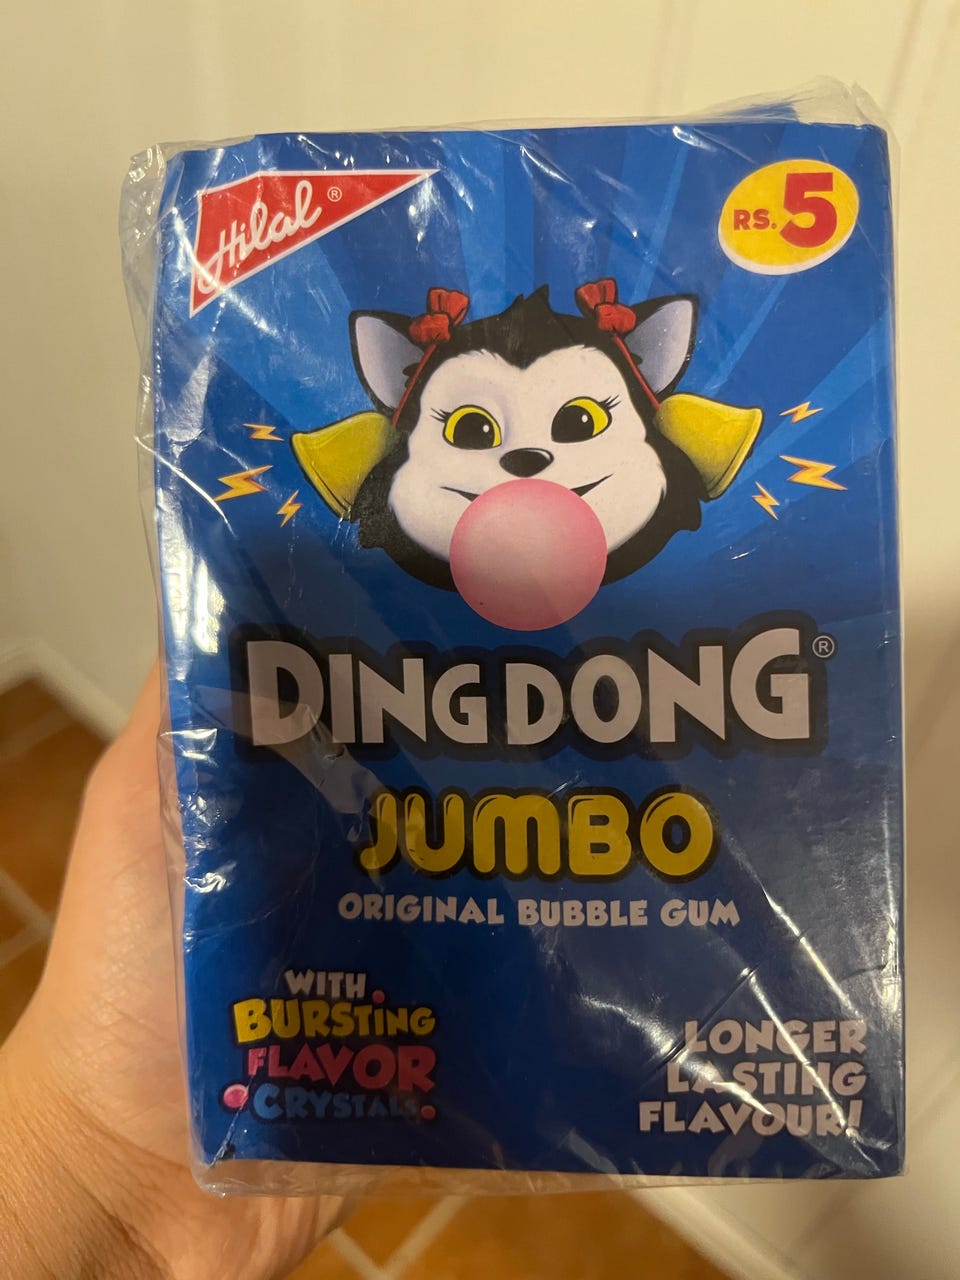 Hilal®
RS. 5
DING DONG®
JUMBO
ORIGINAL BUBBLE GUM
WITH
BURSTING
FLAVOR
CRYSTALS
LONGER
LASTING
FLAVOUR!